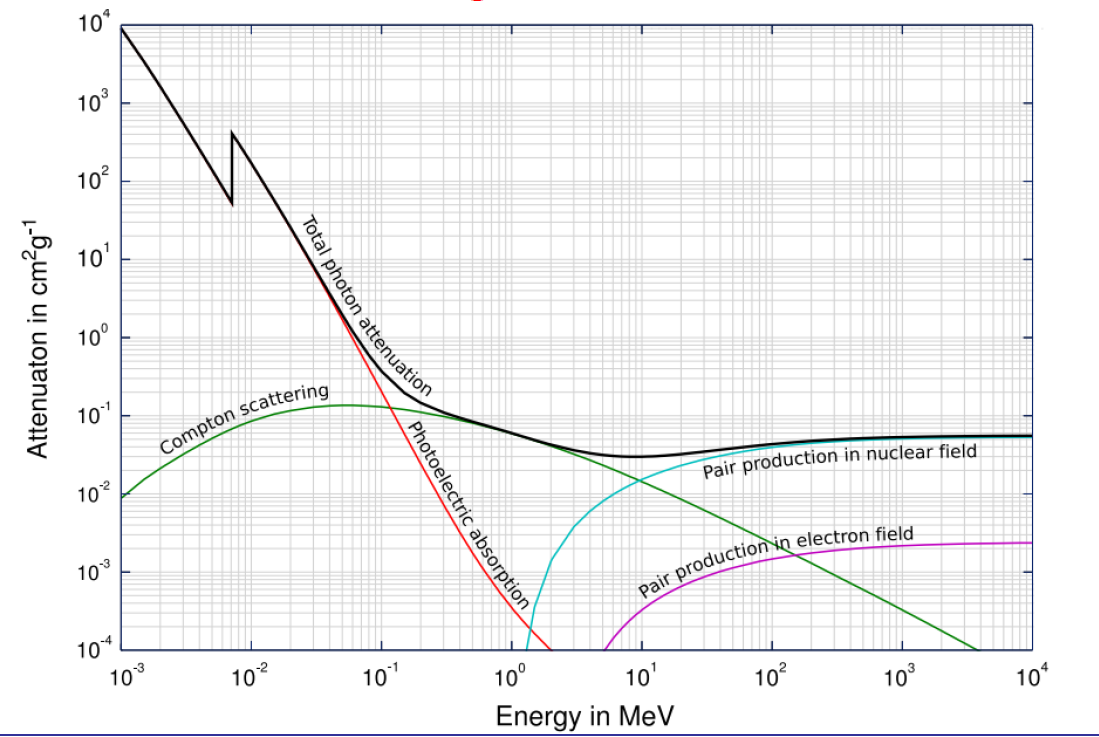 10⁴
10³
10²
10¹
10⁰
10⁻¹
10⁻²
10⁻³
10⁻⁴
Attenuaton in cm²g⁻¹
Total photon attenuation
Compton scattering
Photoelectric absorption
Pair production in nuclear field
Pair production in electron field
10⁻³ 10⁻² 10⁻¹ 10⁰ 10¹ 10² 10³ 10⁴
Energy in MeV